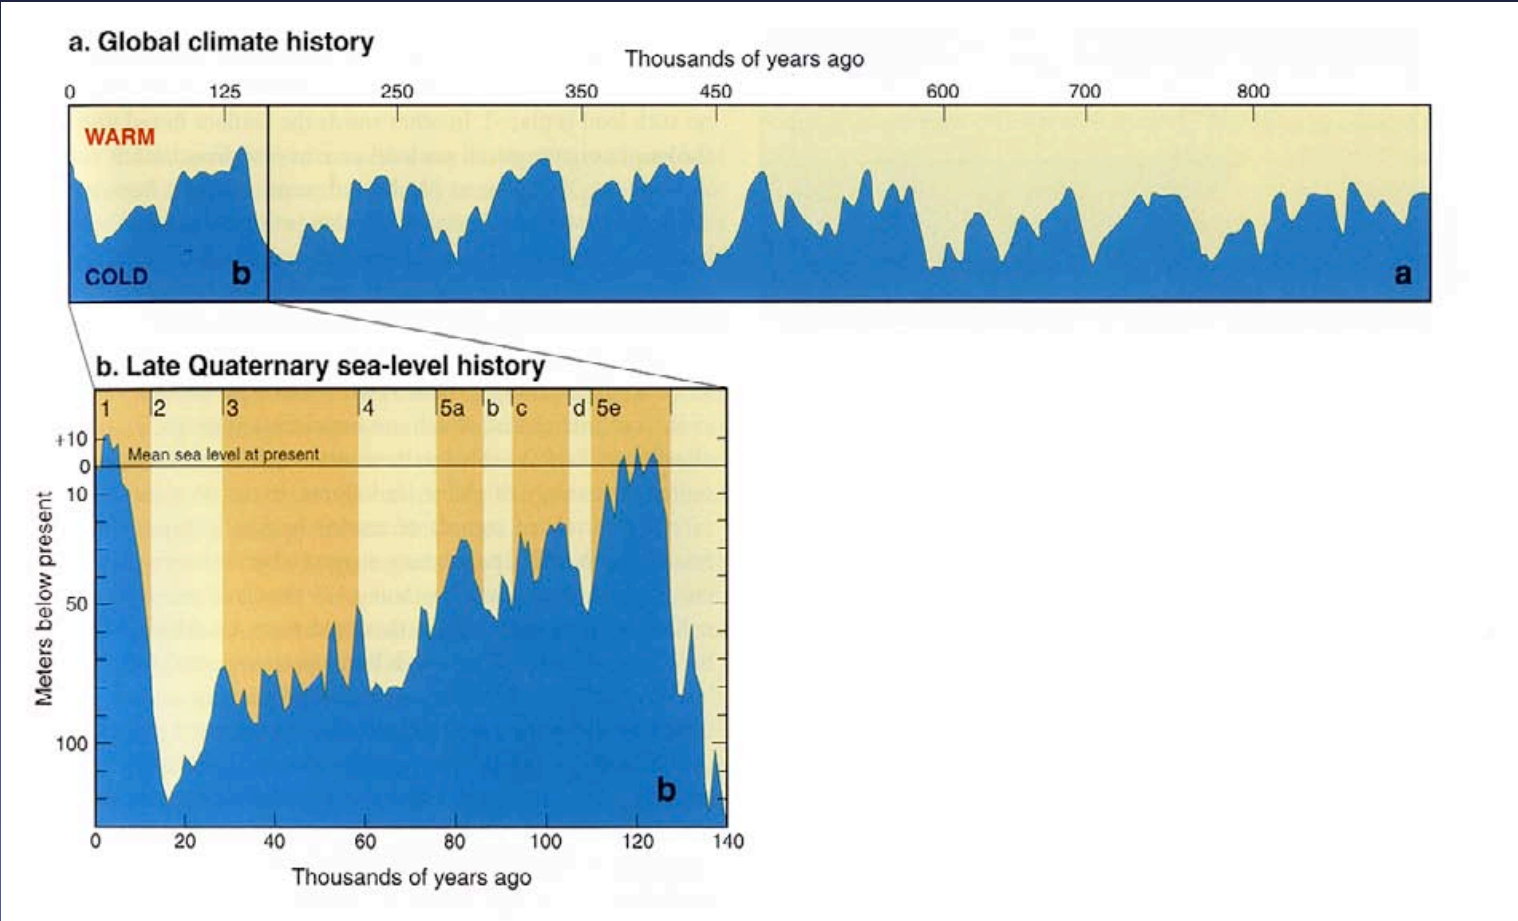 a. Global climate history
Thousands of years ago
0 125 250 350 450 600 700 800
WARM
COLD b a
b. Late Quaternary sea-level history
1 2 3 4 5a b c d 5e
+10
Mean sea level at present
0
10
50
100
Meters below present
b
0 20 40 60 80 100 120 140
Thousands of years ago